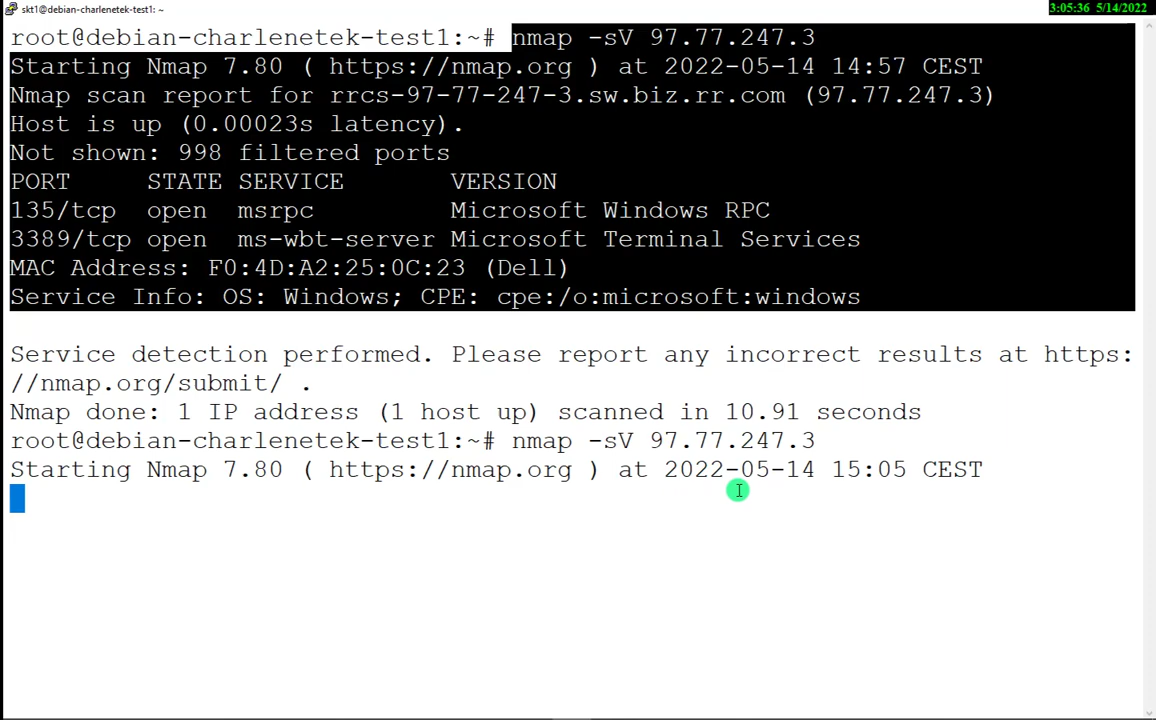 skt1@debian-charlenetek-test1: ~
3:05:36 5/14/2022
root@debian-charlenetek-test1:~# nmap -sV 97.77.247.3
Starting Nmap 7.80 ( https://nmap.org ) at 2022-05-14 14:57 CEST
Nmap scan report for rrcs-97-77-247-3.sw.biz.rr.com (97.77.247.3)
Host is up (0.00023s latency).
Not shown: 998 filtered ports
PORT     STATE SERVICE       VERSION
135/tcp  open  msrpc         Microsoft Windows RPC
3389/tcp open  ms-wbt-server Microsoft Terminal Services
MAC Address: F0:4D:A2:25:0C:23 (Dell)
Service Info: OS: Windows; CPE: cpe:/o:microsoft:windows
Service detection performed. Please report any incorrect results at https:
//nmap.org/submit/ .
Nmap done: 1 IP address (1 host up) scanned in 10.91 seconds
root@debian-charlenetek-test1:~# nmap -sV 97.77.247.3
Starting Nmap 7.80 ( https://nmap.org ) at 2022-05-14 15:05 CEST